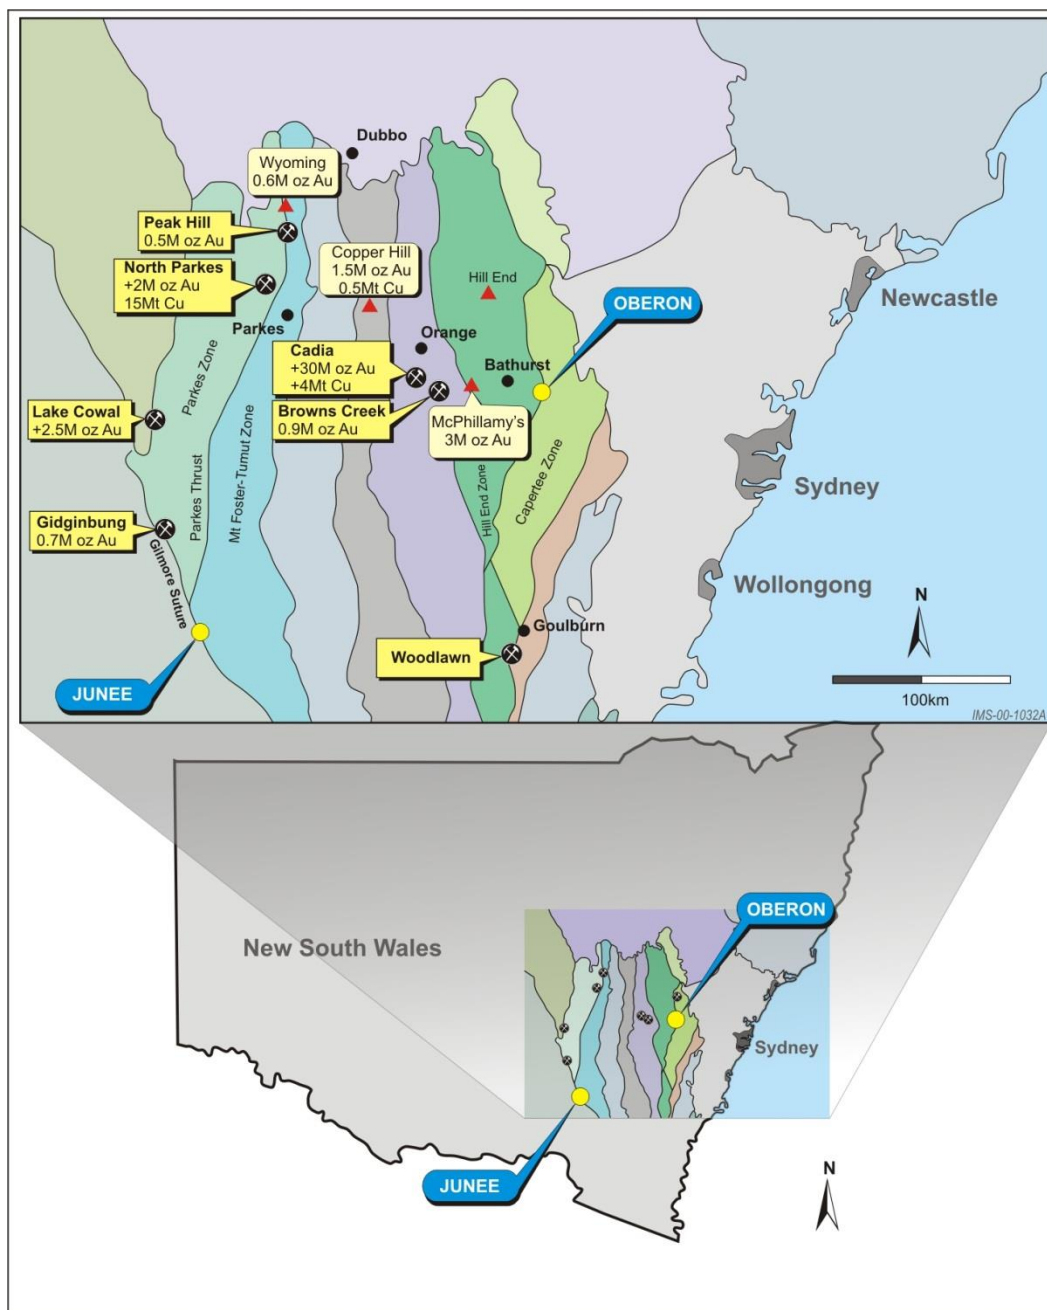 Dubbo
Wyoming
0.6M oz Au
Peak Hill
0.5M oz Au
North Parkes
+2M oz Au
15Mt Cu
Copper Hill
1.5M oz Au
0.5Mt Cu
Hill End
OBERON
Newcastle
Parkes
Orange
Cadia
+30M oz Au
+4Mt Cu
Bathurst
Parkes Zone
Lake Cowal
+2.5M oz Au
Browns Creek
0.9M oz Au
McPhillamy's
3M oz Au
Parkes Thrust
Mt Foster-Tumut Zone
Hill End Zone
Capertee Zone
Sydney
Gidginbung
0.7M oz Au
Gilmore Suture
Wollongong
N
Goulburn
Woodlawn
JUNEE
100km
IMS-00-1032A
OBERON
New South Wales
Sydney
JUNEE
N